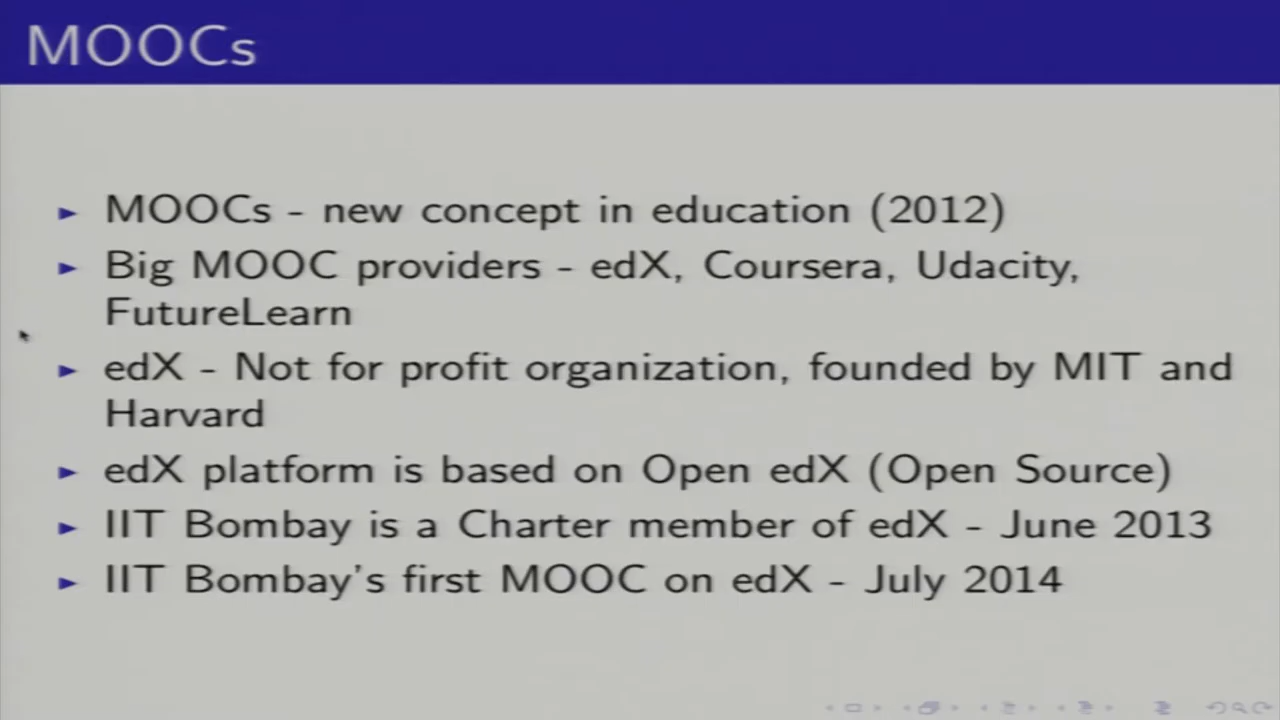 MOOCs
MOOCs - new concept in education (2012)
Big MOOC providers - edX, Coursera, Udacity,
FutureLearn
edX - Not for profit organization, founded by MIT and
Harvard
edX platform is based on Open edX (Open Source)
IIT Bombay is a Charter member of edX - June 2013
IIT Bombay's first MOOC on edX - July 2014